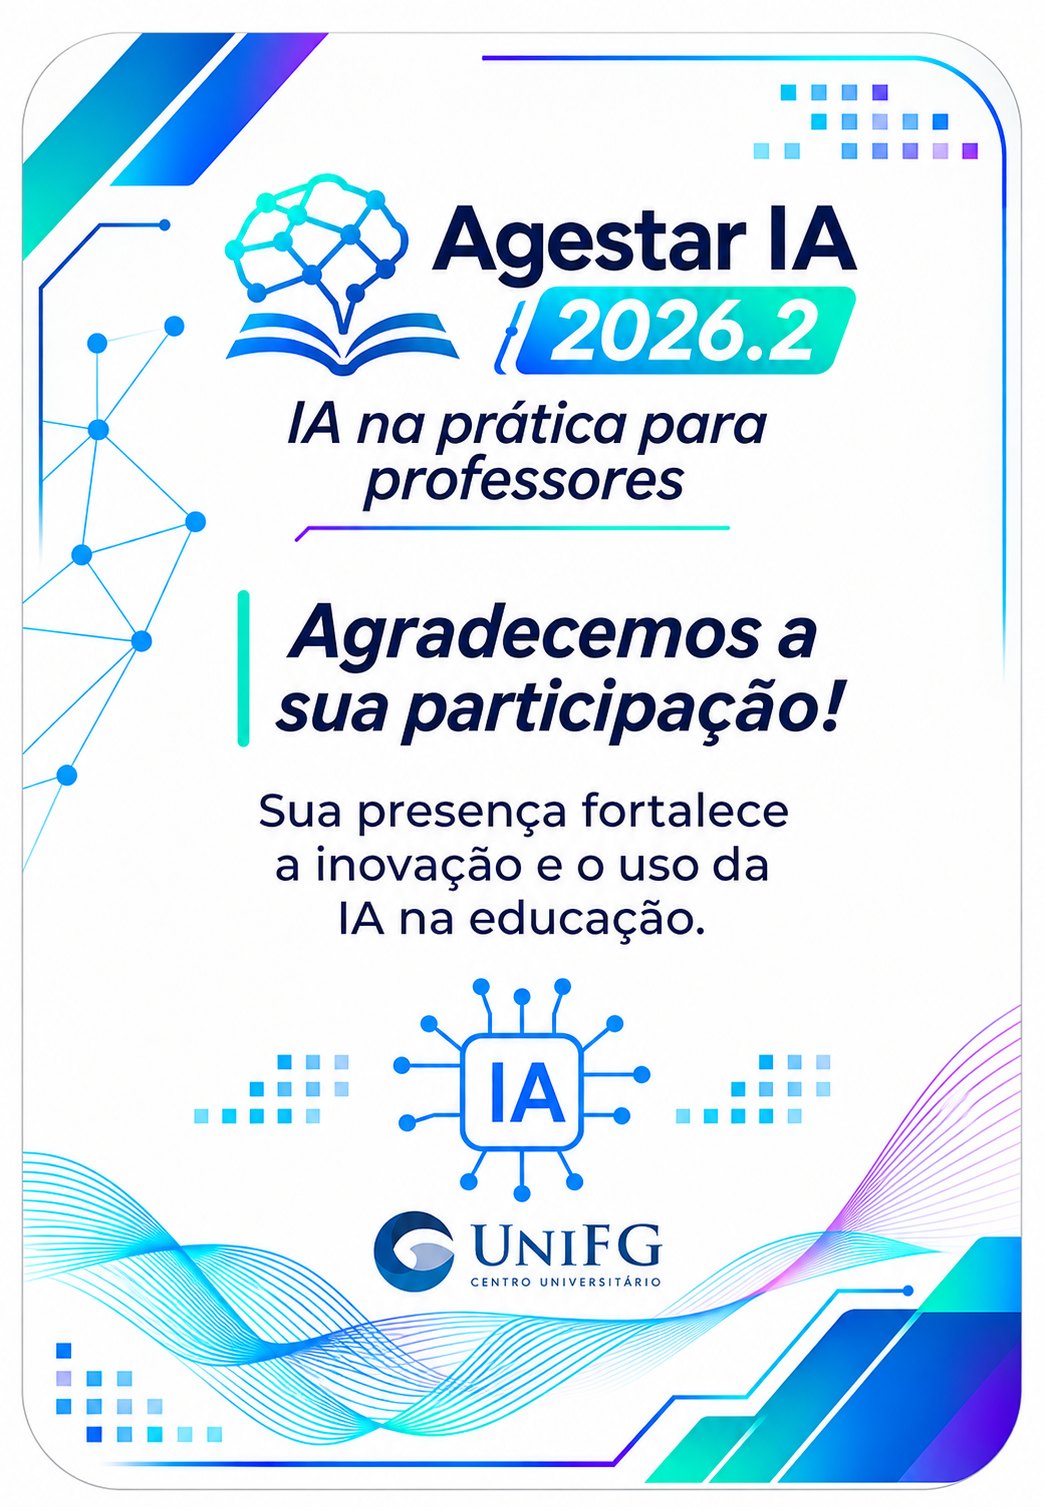 Agestar IA
2026.2
IA na prática para
professores
Agradecemos a
sua participação!
Sua presença fortalece
a inovação e o uso da
IA na educação.
IA
UNIFG
CENTRO UNIVERSITÁRIO